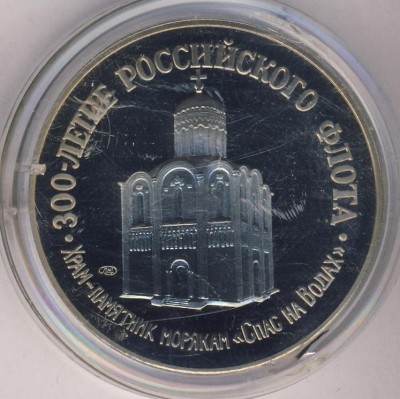 · 300-ЛЕТИЕ РОССИЙСКОГО ФЛОТА ·
ХРАМ-ПАМЯТНИК МОРЯКАМ «СПАС НА ВОДАХ»